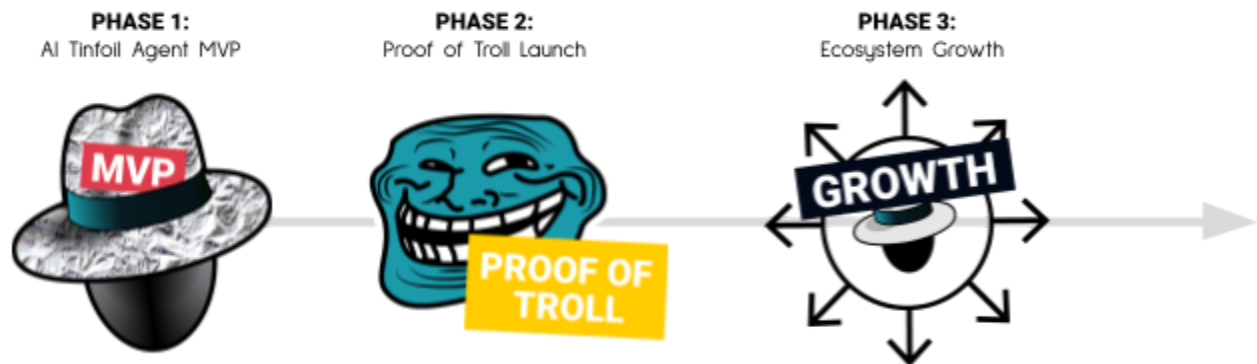 PHASE 1:
AI Tinfoil Agent MVP
MVP
PHASE 2:
Proof of Troll Launch
PROOF OF
TROLL
PHASE 3:
Ecosystem Growth
GROWTH